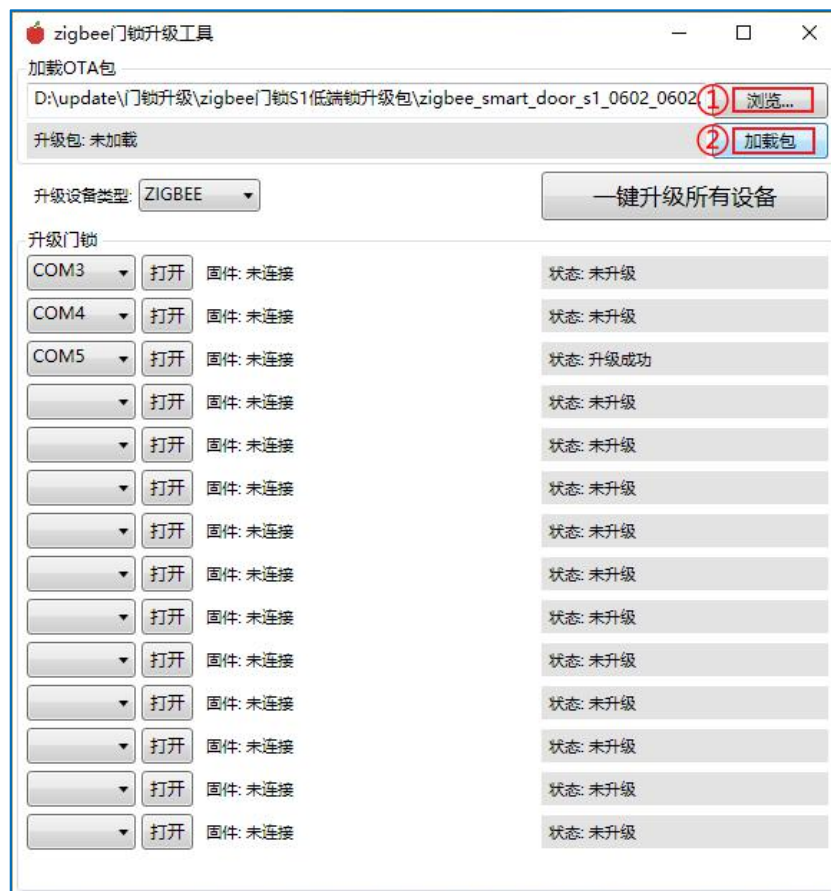 zigbee门锁升级工具
加载OTA包
D:\update\门锁升级\zigbee门锁S1低端锁升级包\zigbee_smart_door_s1_0602_0602. ① 浏览...
升级包: 未加载 ② 加载包
升级设备类型: ZIGBEE 一键升级所有设备
升级门锁
COM3 打开 固件: 未连接 状态: 未升级
COM4 打开 固件: 未连接 状态: 未升级
COM5 打开 固件: 未连接 状态: 升级成功
打开 固件: 未连接 状态: 未升级
打开 固件: 未连接 状态: 未升级
打开 固件: 未连接 状态: 未升级
打开 固件: 未连接 状态: 未升级
打开 固件: 未连接 状态: 未升级
打开 固件: 未连接 状态: 未升级
打开 固件: 未连接 状态: 未升级
打开 固件: 未连接 状态: 未升级
打开 固件: 未连接 状态: 未升级
打开 固件: 未连接 状态: 未升级
打开 固件: 未连接 状态: 未升级